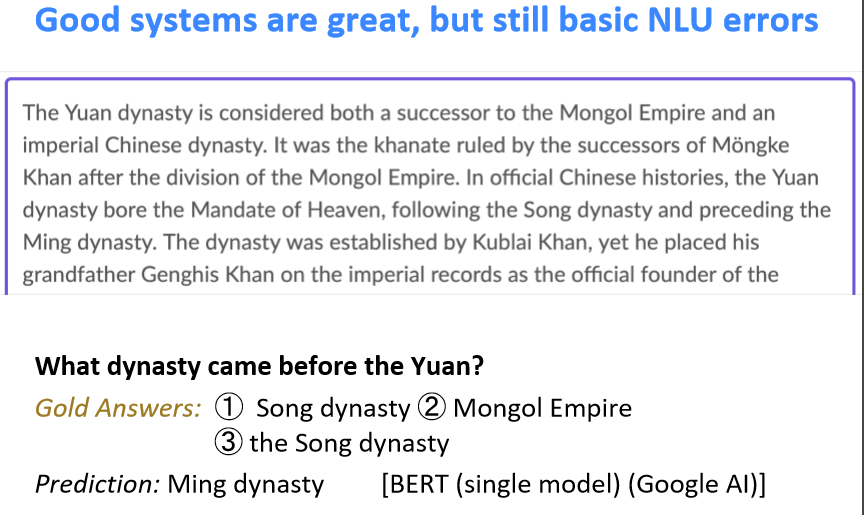 Good systems are great, but still basic NLU errors
The Yuan dynasty is considered both a successor to the Mongol Empire and an
imperial Chinese dynasty. It was the khanate ruled by the successors of Möngke
Khan after the division of the Mongol Empire. In official Chinese histories, the Yuan
dynasty bore the Mandate of Heaven, following the Song dynasty and preceding the
Ming dynasty. The dynasty was established by Kublai Khan, yet he placed his
grandfather Genghis Khan on the imperial records as the official founder of the
What dynasty came before the Yuan?
Gold Answers: ① Song dynasty ② Mongol Empire
③ the Song dynasty
Prediction: Ming dynasty [BERT (single model) (Google AI)]